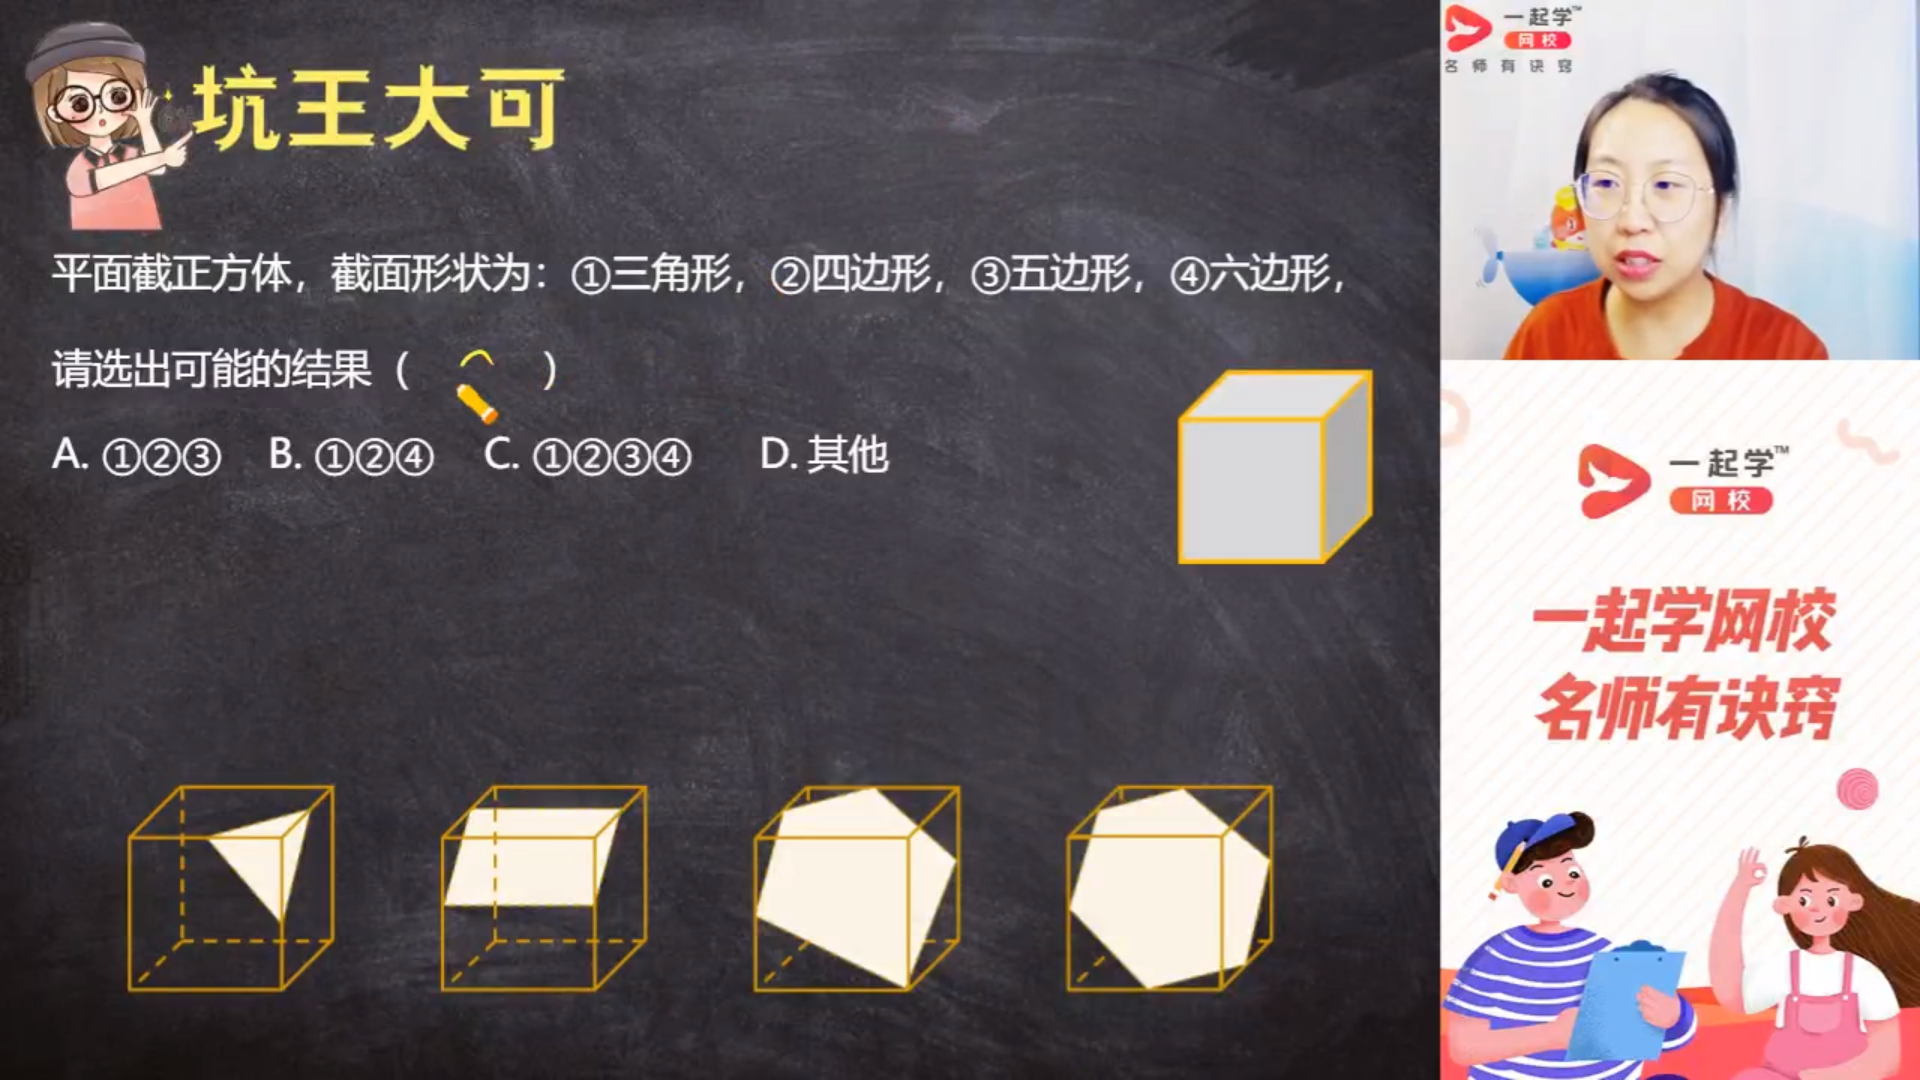 坑王大可
平面截正方体，截面形状为：①三角形，②四边形，③五边形，④六边形，
请选出可能的结果（ ）
A. ①②③ B. ①②④ C. ①②③④ D. 其他
一起学™
网校
名师有诀窍
一起学™
网校
一起学网校
名师有诀窍